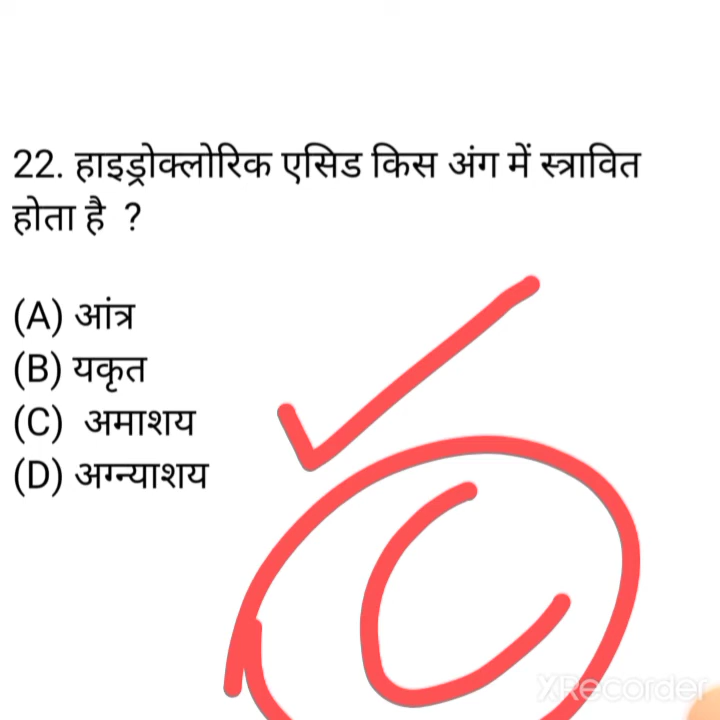 22. हाइड्रोक्लोरिक एसिड किस अंग में स्त्रावित
होता है ?
(A) आंत्र
(B) यकृत
(C) अमाशय
(D) अग्न्याशय
C
XRecorder